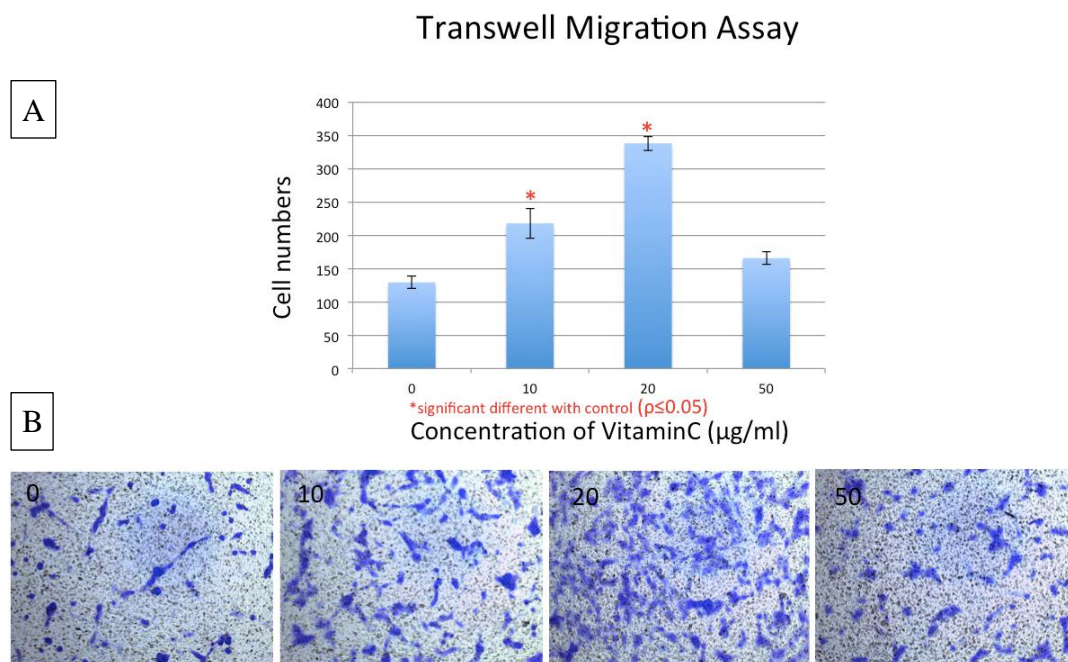 Transwell Migration Assay
A
400
350
300
250
200
150
100
50
0
Cell numbers
*
*
0 10 20 50
*significant different with control (ρ≤0.05)
Concentration of VitaminC (μg/ml)
B
0 10 20 50